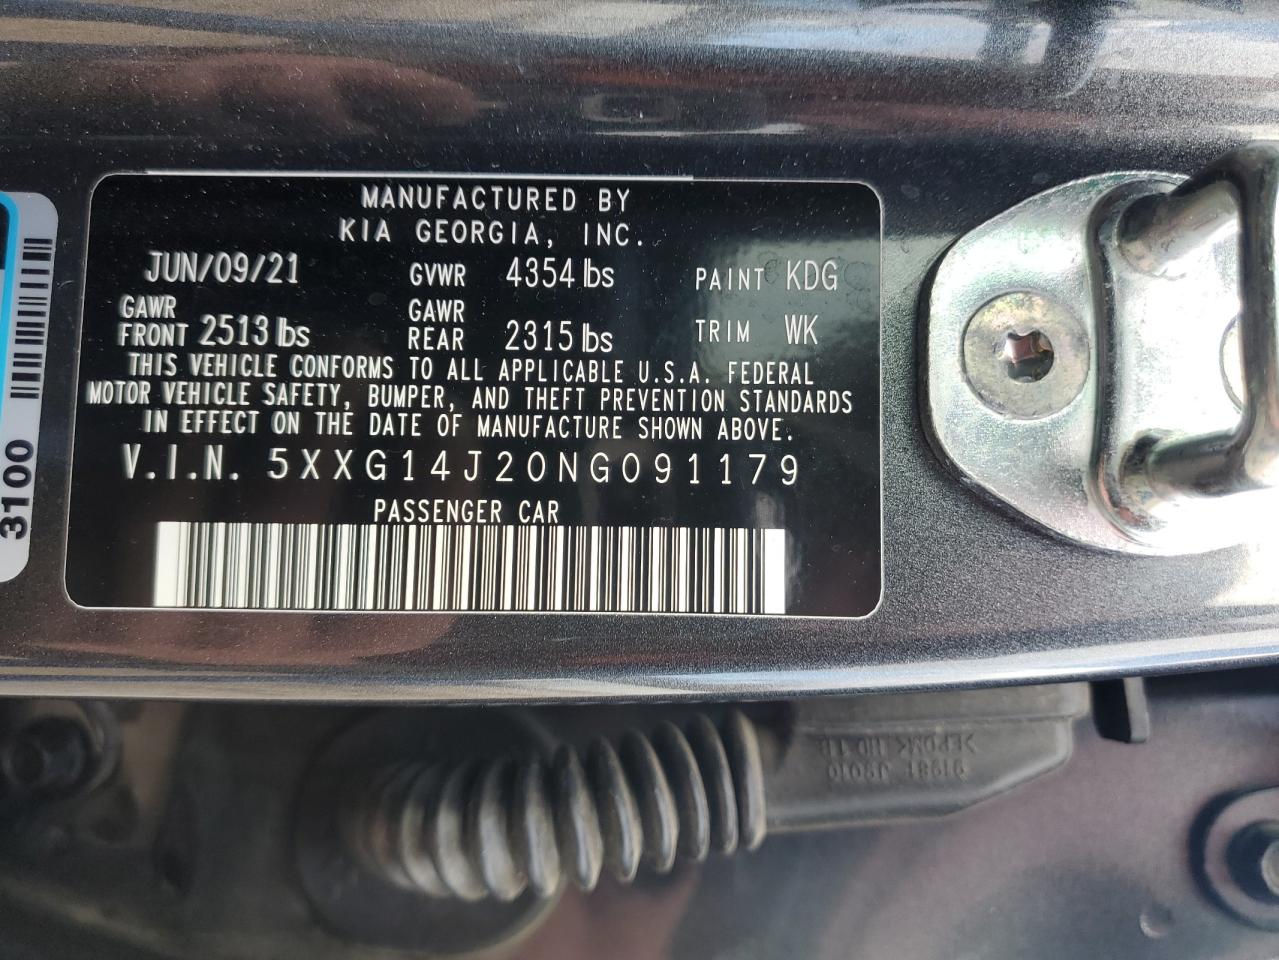 MANUFACTURED BY
KIA GEORGIA, INC.
JUN/09/21 GVWR 4354 lbs PAINT KDG
GAWR FRONT 2513 lbs GAWR REAR 2315 lbs TRIM WK
THIS VEHICLE CONFORMS TO ALL APPLICABLE U.S.A. FEDERAL
MOTOR VEHICLE SAFETY, BUMPER, AND THEFT PREVENTION STANDARDS
IN EFFECT ON THE DATE OF MANUFACTURE SHOWN ABOVE.
V.I.N. 5XXG14J20NG091179
PASSENGER CAR
3100
91981 J2010